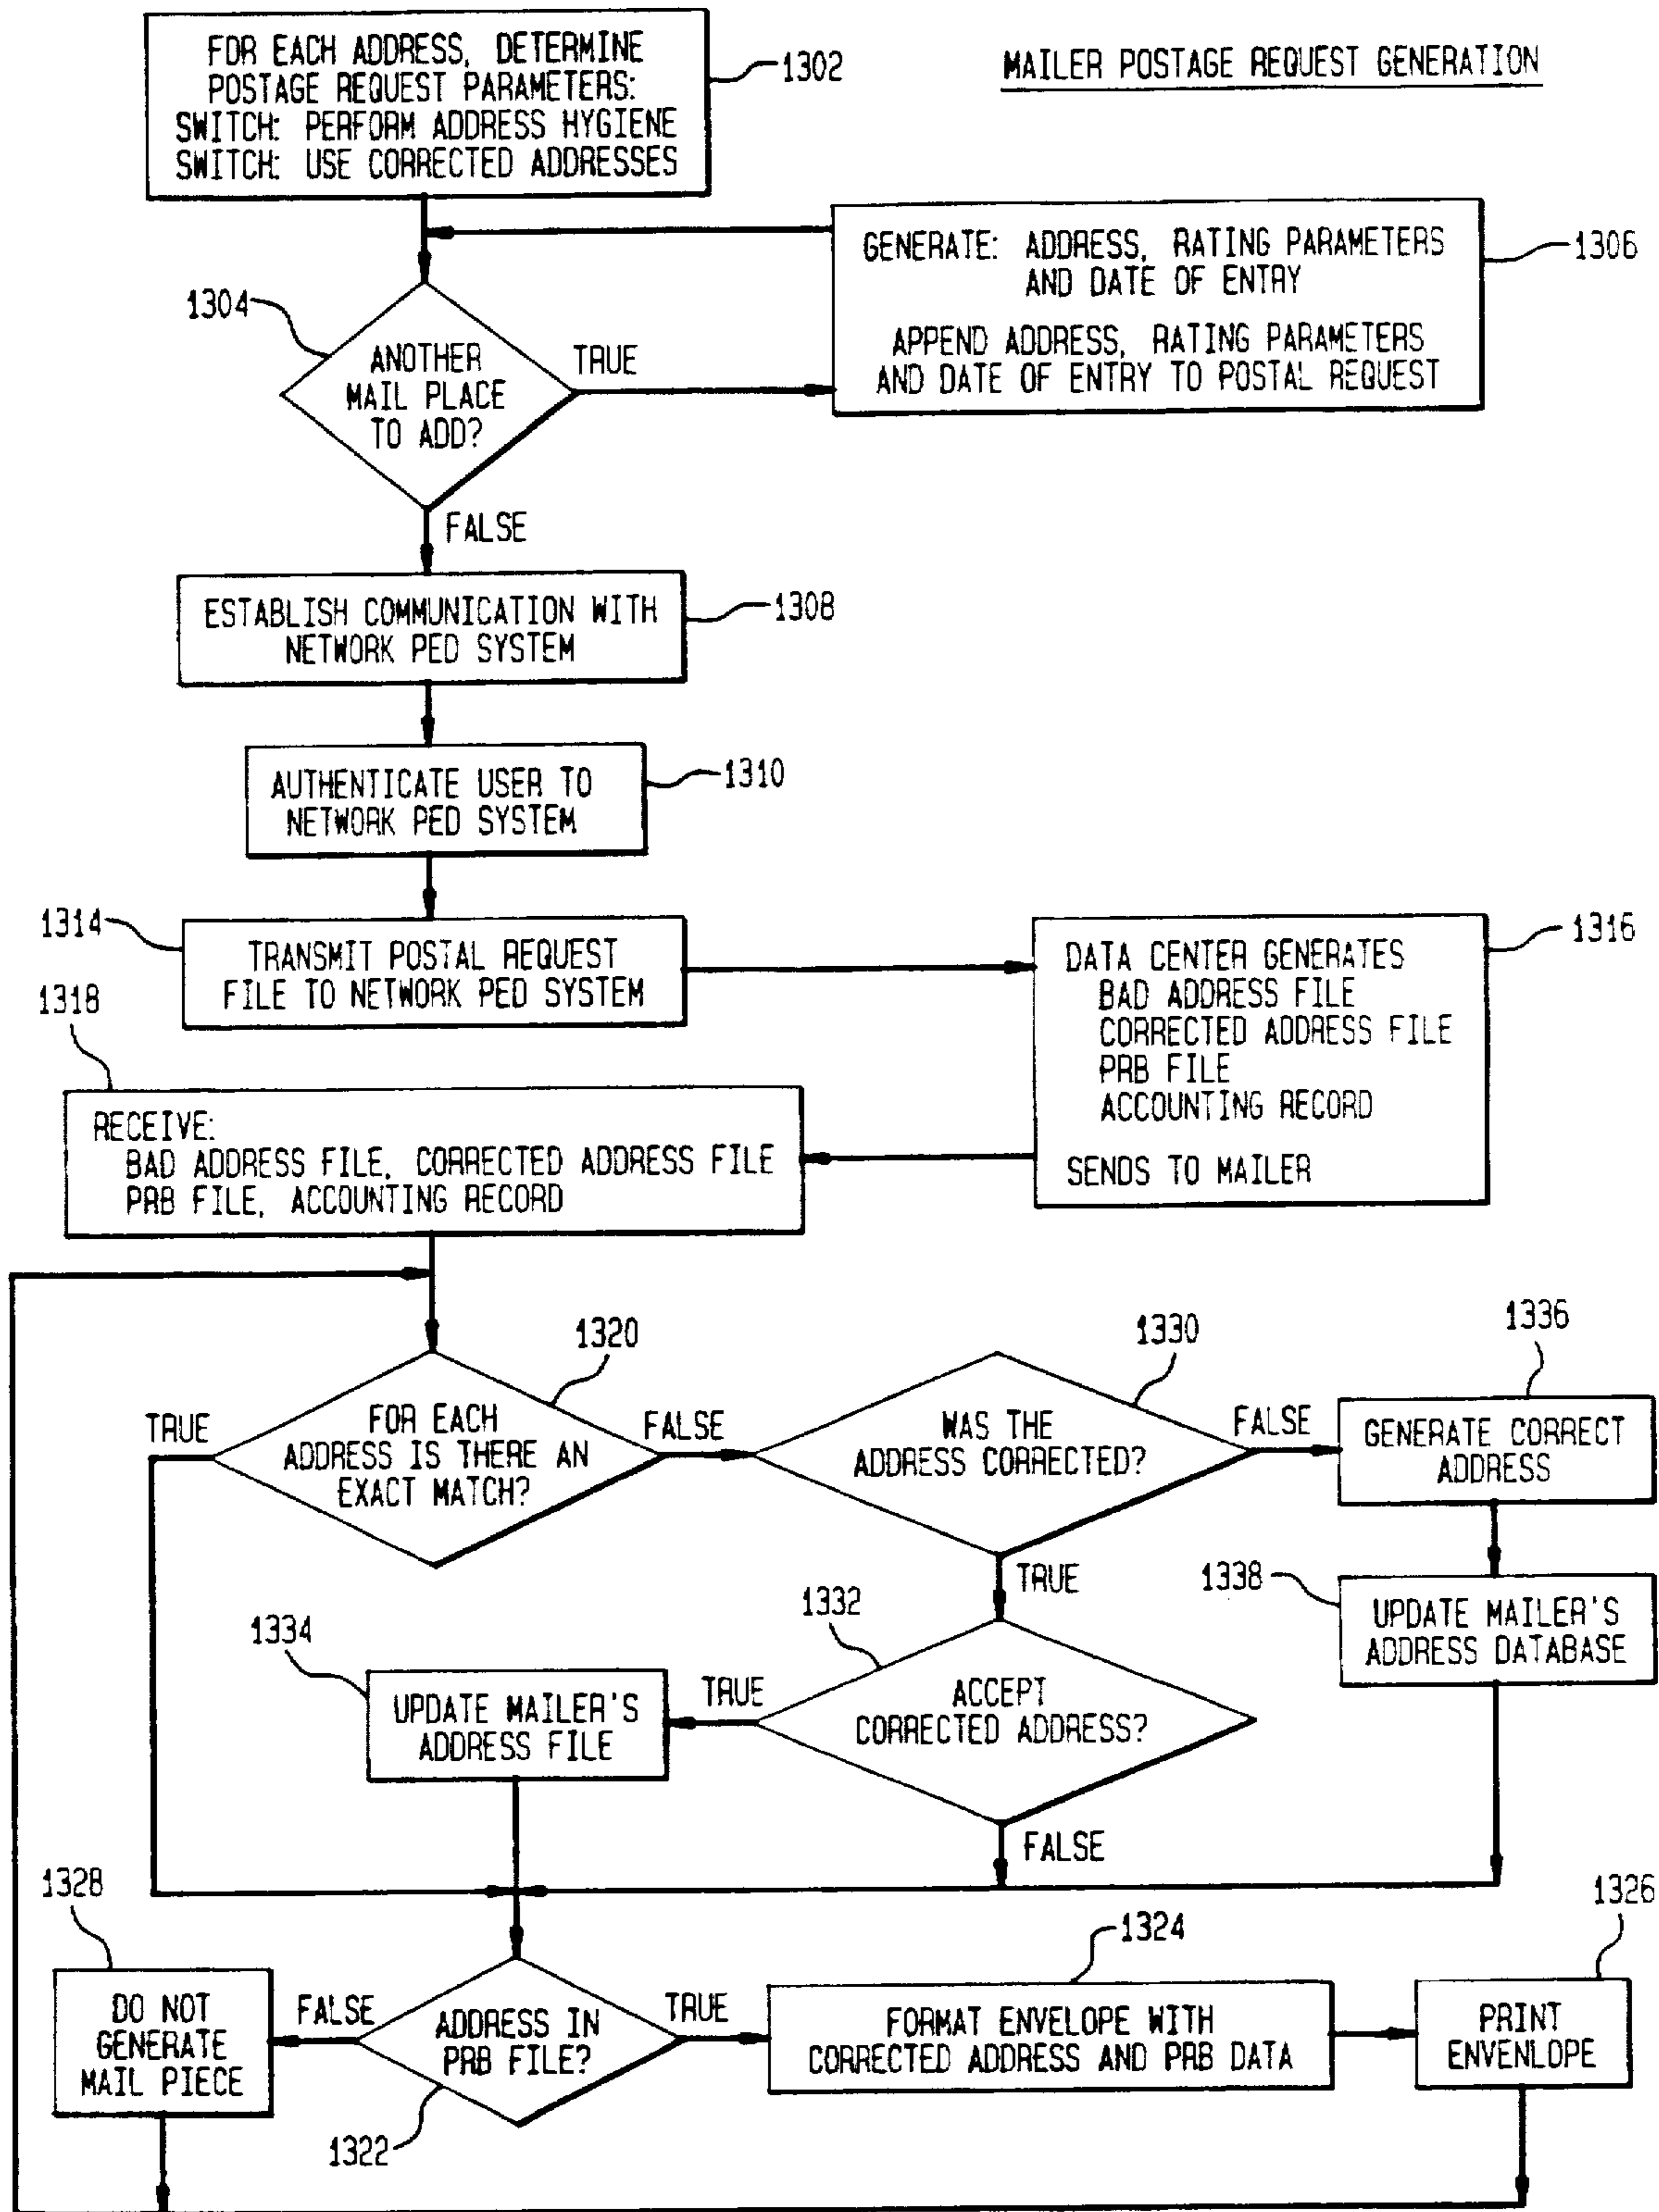 MAILER POSTAGE REQUEST GENERATION
FOR EACH ADDRESS, DETERMINE
POSTAGE REQUEST PARAMETERS:
SWITCH: PERFORM ADDRESS HYGIENE
SWITCH: USE CORRECTED ADDRESSES
1302
GENERATE: ADDRESS, RATING PARAMETERS
AND DATE OF ENTRY
APPEND ADDRESS, RATING PARAMETERS
AND DATE OF ENTRY TO POSTAL REQUEST
1306
1304
ANOTHER
MAIL PLACE
TO ADD?
TRUE
FALSE
ESTABLISH COMMUNICATION WITH
NETWORK PED SYSTEM
1308
AUTHENTICATE USER TO
NETWORK PED SYSTEM
1310
1314
TRANSMIT POSTAL REQUEST
FILE TO NETWORK PED SYSTEM
DATA CENTER GENERATES
BAD ADDRESS FILE
CORRECTED ADDRESS FILE
PRB FILE
ACCOUNTING RECORD
SENDS TO MAILER
1316
1318
RECEIVE:
BAD ADDRESS FILE, CORRECTED ADDRESS FILE
PRB FILE, ACCOUNTING RECORD
1320
TRUE
FOR EACH
ADDRESS IS THERE AN
EXACT MATCH?
FALSE
1330
WAS THE
ADDRESS CORRECTED?
FALSE
TRUE
1336
GENERATE CORRECT
ADDRESS
1338
UPDATE MAILER'S
ADDRESS DATABASE
1332
ACCEPT
CORRECTED ADDRESS?
TRUE
FALSE
1334
UPDATE MAILER'S
ADDRESS FILE
1328
DO NOT
GENERATE
MAIL PIECE
FALSE
ADDRESS IN
PRB FILE?
TRUE
1322
1324
FORMAT ENVELOPE WITH
CORRECTED ADDRESS AND PRB DATA
1326
PRINT
ENVENLOPE